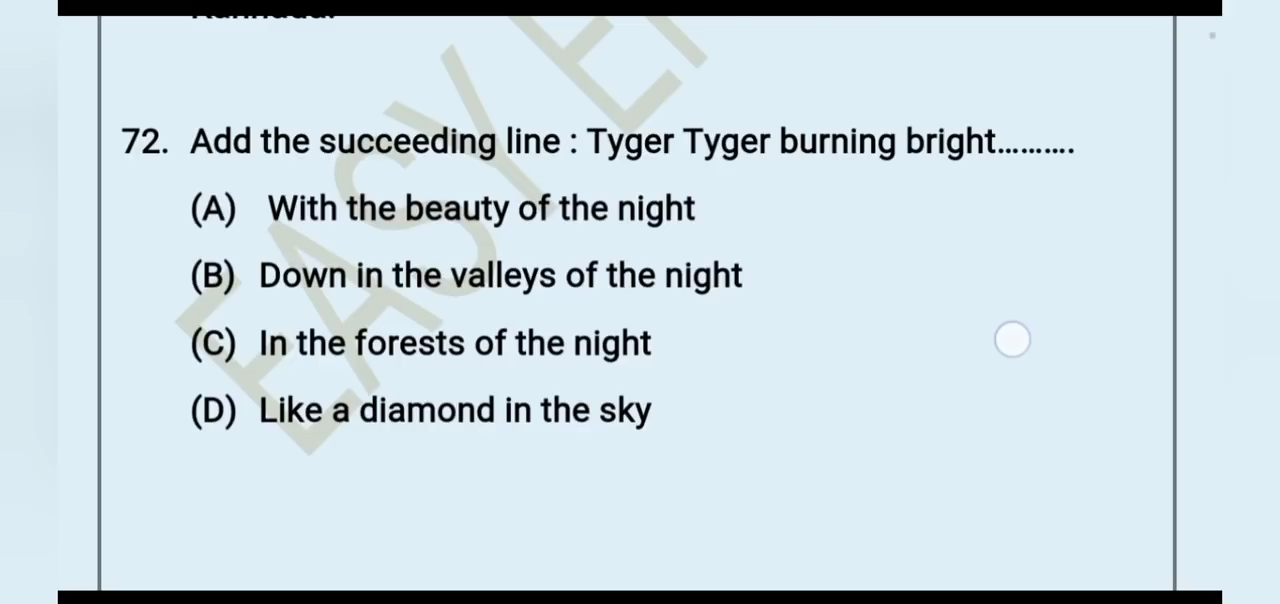 72. Add the succeeding line : Tyger Tyger burning bright..........
(A) With the beauty of the night
(B) Down in the valleys of the night
(C) In the forests of the night
(D) Like a diamond in the sky